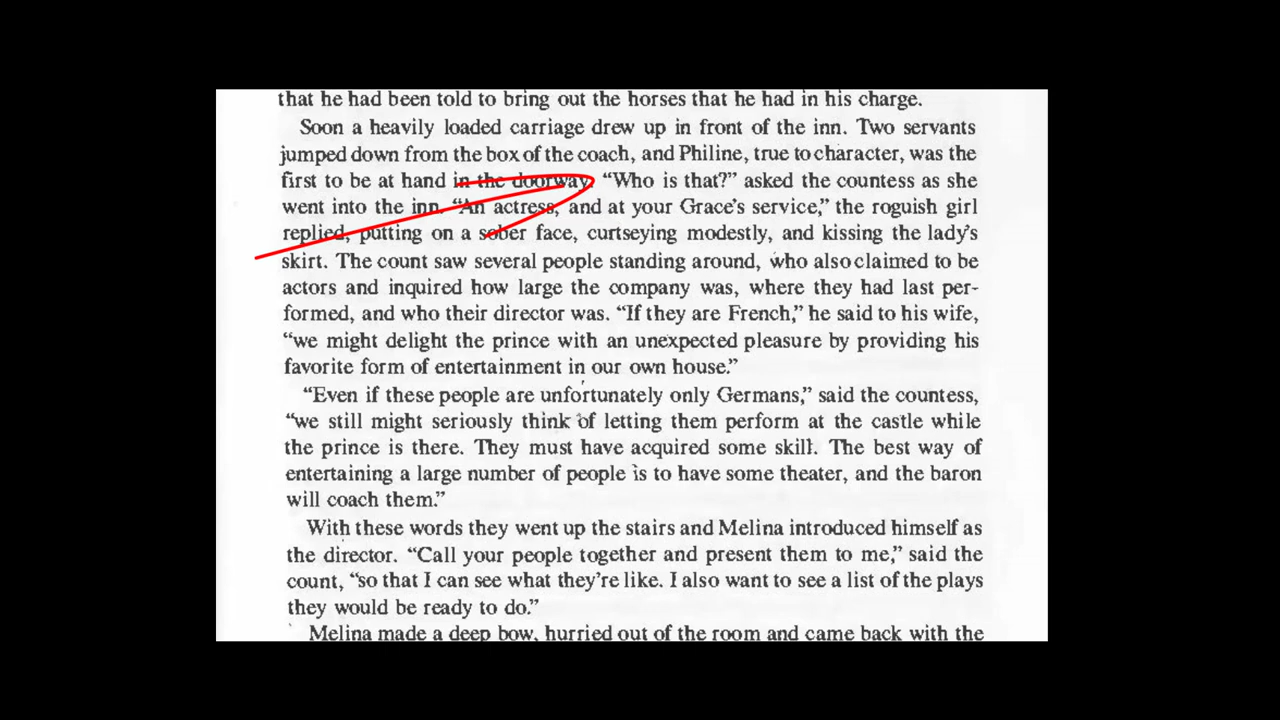 that he had been told to bring out the horses that he had in his charge.
Soon a heavily loaded carriage drew up in front of the inn. Two servants
jumped down from the box of the coach, and Philine, true to character, was the
first to be at hand in the doorway. “Who is that?” asked the countess as she
went into the inn. “An actress, and at your Grace’s service,” the roguish girl
replied, putting on a sober face, curtseying modestly, and kissing the lady’s
skirt. The count saw several people standing around, who also claimed to be
actors and inquired how large the company was, where they had last per-
formed, and who their director was. “If they are French,” he said to his wife,
“we might delight the prince with an unexpected pleasure by providing his
favorite form of entertainment in our own house.”
“Even if these people are unfortunately only Germans,” said the countess,
“we still might seriously think of letting them perform at the castle while
the prince is there. They must have acquired some skill. The best way of
entertaining a large number of people is to have some theater, and the baron
will coach them.”
With these words they went up the stairs and Melina introduced himself as
the director. “Call your people together and present them to me,” said the
count, “so that I can see what they’re like. I also want to see a list of the plays
they would be ready to do.”
Melina made a deep bow, hurried out of the room and came back with the